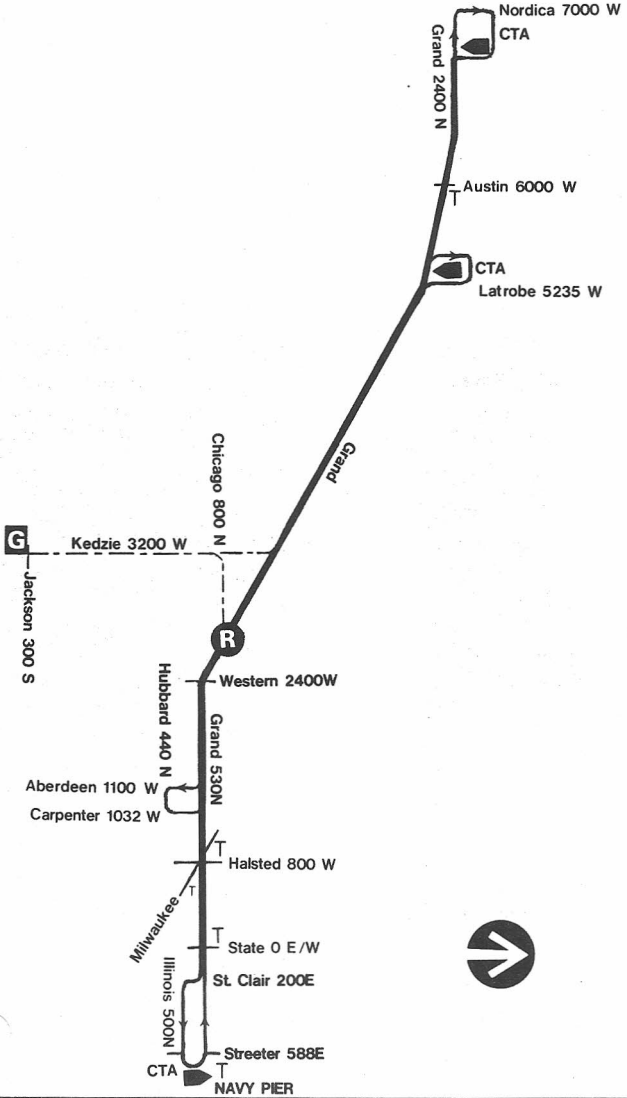 Nordica 7000 W
CTA
Grand 2400 N
Austin 6000 W
T
CTA
Latrobe 5235 W
Grand
Chicago 800 N
G
Kedzie 3200 W
Jackson 300 S
R
Western 2400W
Hubbard 440 N
Grand 530N
Aberdeen 1100 W
Carpenter 1032 W
T
Halsted 800 W
T
Milwaukee
T
State 0 E/W
St. Clair 200E
Illinois 500N
Streeter 588E
CTA
T
NAVY PIER